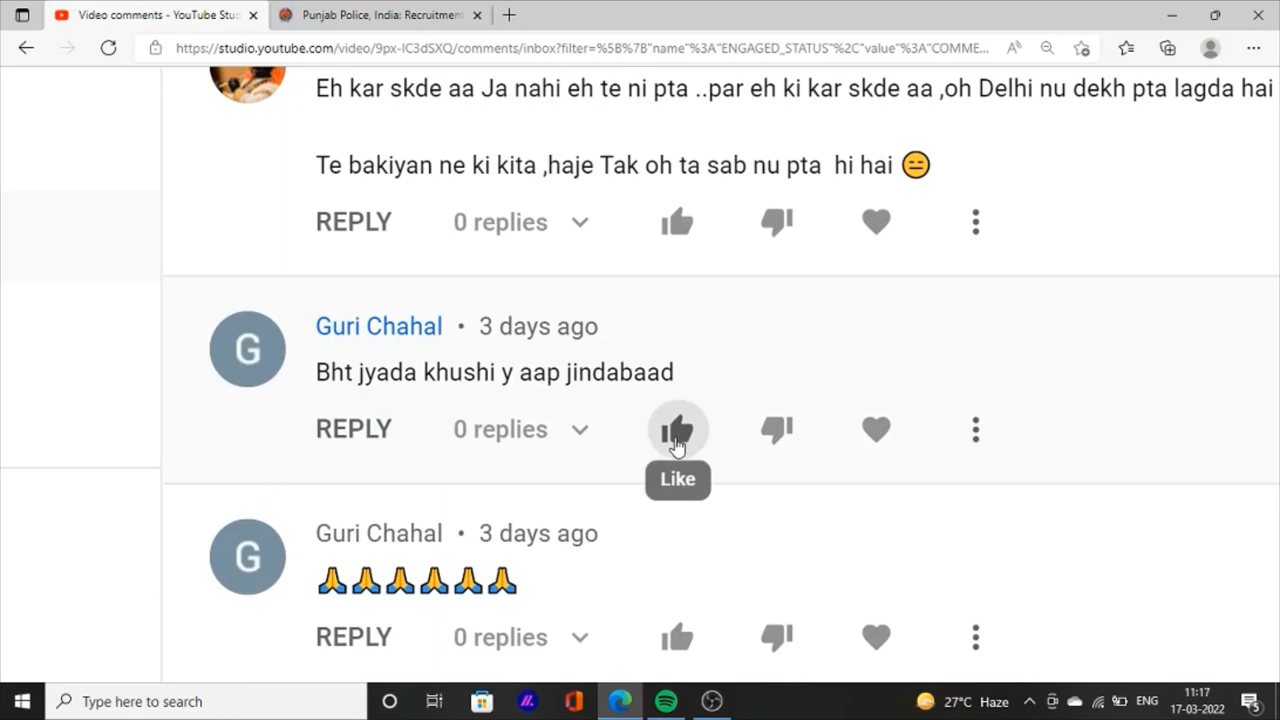 Video comments - YouTube Stu
Punjab Police, India: Recruitment
https://studio.youtube.com/video/9px-IC3dSXQ/comments/inbox?filter=%5B%7B"name"%3A"ENGAGED_STATUS"%2C"value"%3A"COMME...
Eh kar skde aa Ja nahi eh te ni pta ..par eh ki kar skde aa ,oh Delhi nu dekh pta lagda hai
Te bakiyan ne ki kita ,haje Tak oh ta sab nu pta hi hai 😑
REPLY 0 replies
Guri Chahal • 3 days ago
G
Bht jyada khushi y aap jindabaad
REPLY 0 replies
Like
Guri Chahal • 3 days ago
G
🙏🙏🙏🙏🙏🙏
REPLY 0 replies
Type here to search
27°C Haze
ENG
11:17
17-03-2022
5